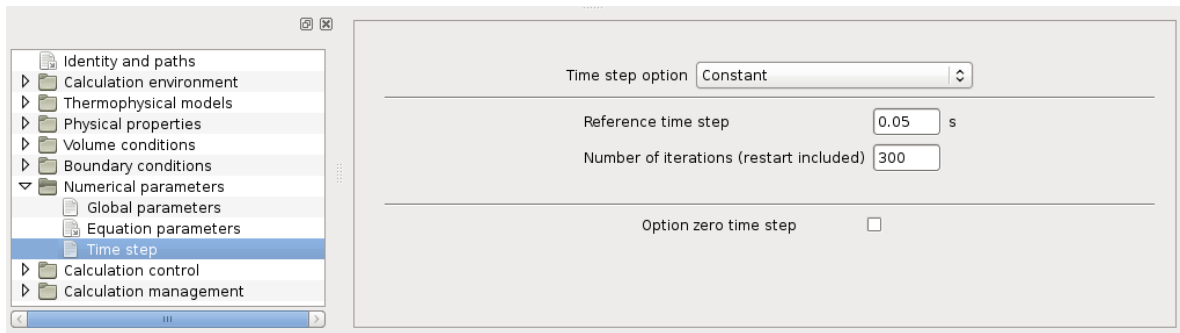 Identity and paths
Calculation environment
Thermophysical models
Physical properties
Volume conditions
Boundary conditions
Numerical parameters
Global parameters
Equation parameters
Time step
Calculation control
Calculation management
Time step option Constant
Reference time step 0.05 s
Number of iterations (restart included) 300
Option zero time step